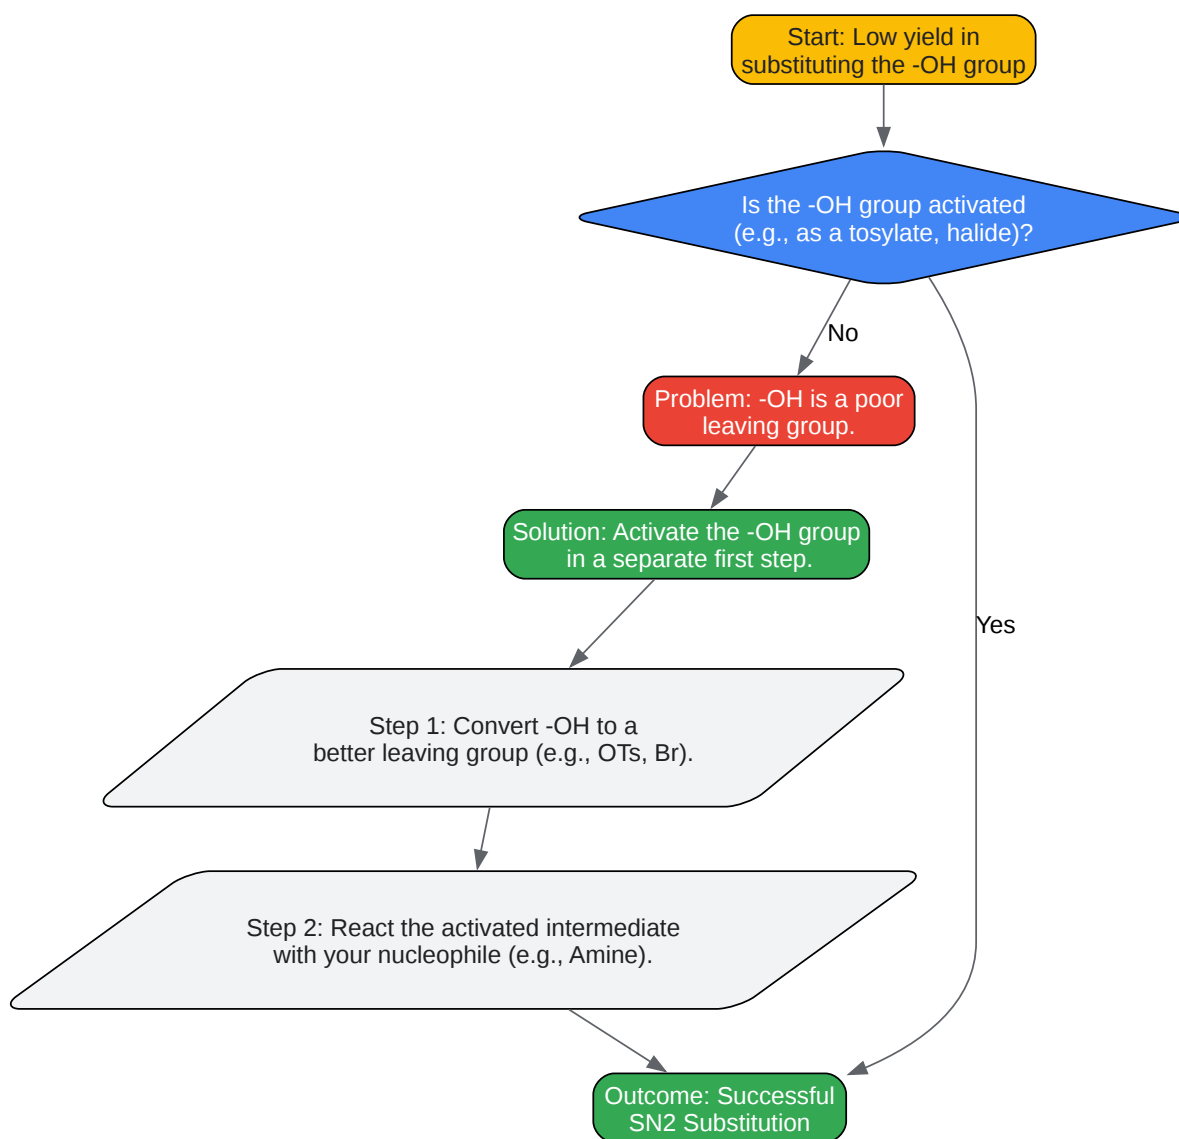 Start: Low yield in
substituting the -OH group
Is the -OH group activated
(e.g., as a tosylate, halide)?
No
Problem: -OH is a poor
leaving group.
Solution: Activate the -OH group
in a separate first step.
Yes
Step 1: Convert -OH to a
better leaving group (e.g., OTs, Br).
Step 2: React the activated intermediate
with your nucleophile (e.g., Amine).
Outcome: Successful
SN2 Substitution